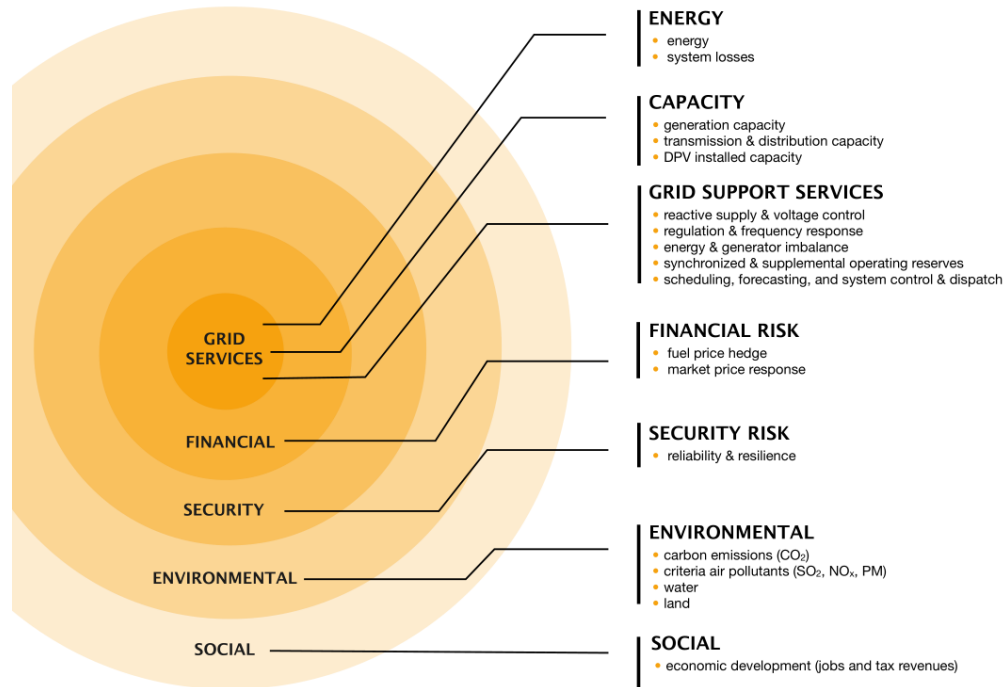 ENERGY
• energy
• system losses
CAPACITY
• generation capacity
• transmission & distribution capacity
• DPV installed capacity
GRID SUPPORT SERVICES
• reactive supply & voltage control
• regulation & frequency response
• energy & generator imbalance
• synchronized & supplemental operating reserves
• scheduling, forecasting, and system control & dispatch
GRID
SERVICES
FINANCIAL RISK
• fuel price hedge
• market price response
FINANCIAL
SECURITY RISK
• reliability & resilience
SECURITY
ENVIRONMENTAL
• carbon emissions (CO₂)
• criteria air pollutants (SO₂, NOₓ, PM)
• water
• land
ENVIRONMENTAL
SOCIAL
• economic development (jobs and tax revenues)
SOCIAL